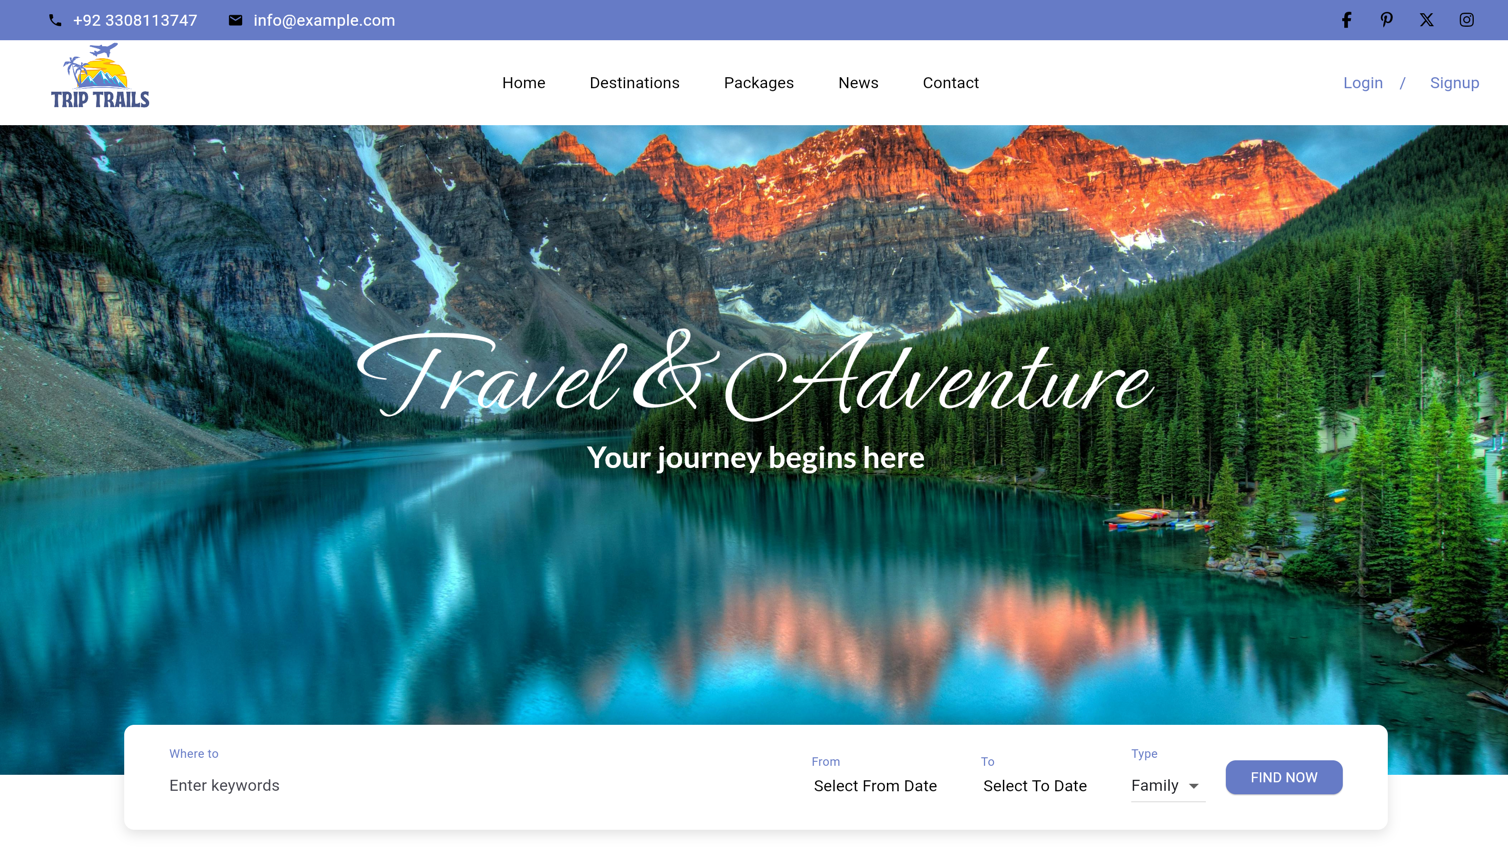 +92 3308113747 info@example.com
TRIP TRAILS
Home Destinations Packages News Contact Login / Signup
Travel & Adventure
Your journey begins here
Where to From To Type
Enter keywords Select From Date Select To Date Family FIND NOW